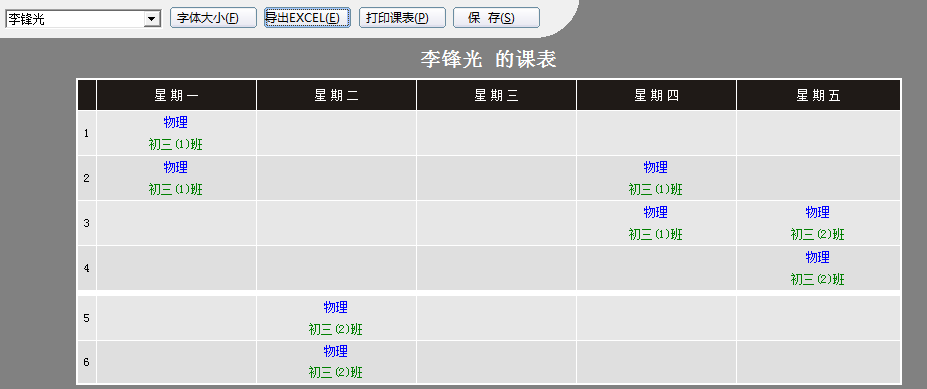 李锋光 字体大小(F) 导出EXCEL(E) 打印课表(P) 保 存(S)
李锋光 的课表
星期一 星期二 星期三 星期四 星期五
1 物理
初三(1)班
2 物理 物理
初三(1)班 初三(1)班
3 物理 物理
初三(1)班 初三(2)班
4 物理
初三(2)班
5 物理
初三(2)班
6 物理
初三(2)班